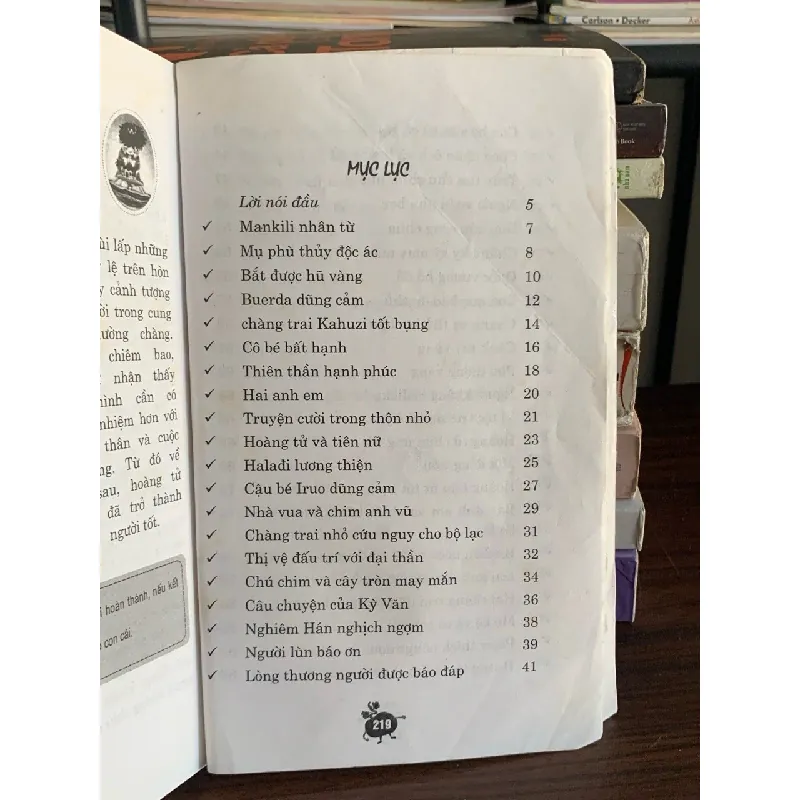 Carlson • Decker
Book
ùi lấp những
lệ trên hòn
y cảnh tượng
ời trong cung
ường chàng.
chiêm bao,
nhận thấy
mình cần có
nhiệm hơn với
thần và cuộc
ng. Từ đó về
sau, hoàng tử
đã trở thành
người tốt.
i hoàn thành, nếu kết
con cái:
MỤC LỤC
Lời nói đầu 5
✓ Mankili nhân từ 7
✓ Mụ phù thủy độc ác 8
✓ Bắt được hũ vàng 10
✓ Buerda dũng cảm 12
✓ chàng trai Kahuzi tốt bụng 14
✓ Cô bé bất hạnh 16
✓ Thiên thần hạnh phúc 18
✓ Hai anh em 20
✓ Truyện cười trong thôn nhỏ 21
✓ Hoàng tử và tiên nữ 23
✓ Halađi lương thiện 25
✓ Cậu bé Iruo dũng cảm 27
✓ Nhà vua và chim anh vũ 29
✓ Chàng trai nhỏ cứu nguy cho bộ lạc 31
✓ Thị vệ đấu trí với đại thần 32
✓ Chú chim và cây tròn may mắn 34
✓ Câu chuyện của Kỳ Văn 36
✓ Nghiêm Hán nghịch ngợm 38
✓ Người lùn báo ơn 39
✓ Lòng thương người được báo đáp 41
219